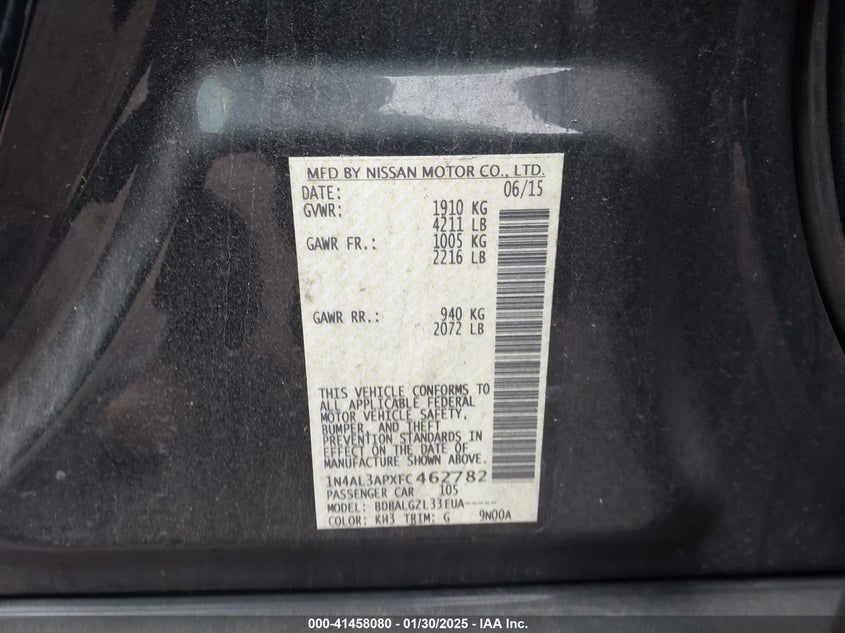 MFD BY NISSAN MOTOR CO., LTD.
DATE: 06/15
GVWR: 1910 KG
4211 LB
GAWR FR.: 1005 KG
2216 LB
GAWR RR.: 940 KG
2072 LB
THIS VEHICLE CONFORMS TO
ALL APPLICABLE FEDERAL
MOTOR VEHICLE SAFETY,
BUMPER, AND THEFT
PREVENTION STANDARDS IN
EFFECT ON THE DATE OF
MANUFACTURE SHOWN ABOVE.
1N4AL3APXFC462782
PASSENGER CAR 105
MODEL: BDBALGZL33EUA-----
COLOR: KH3 TRIM: G 9N00A
000-41458080 - 01/30/2025 - IAA Inc.